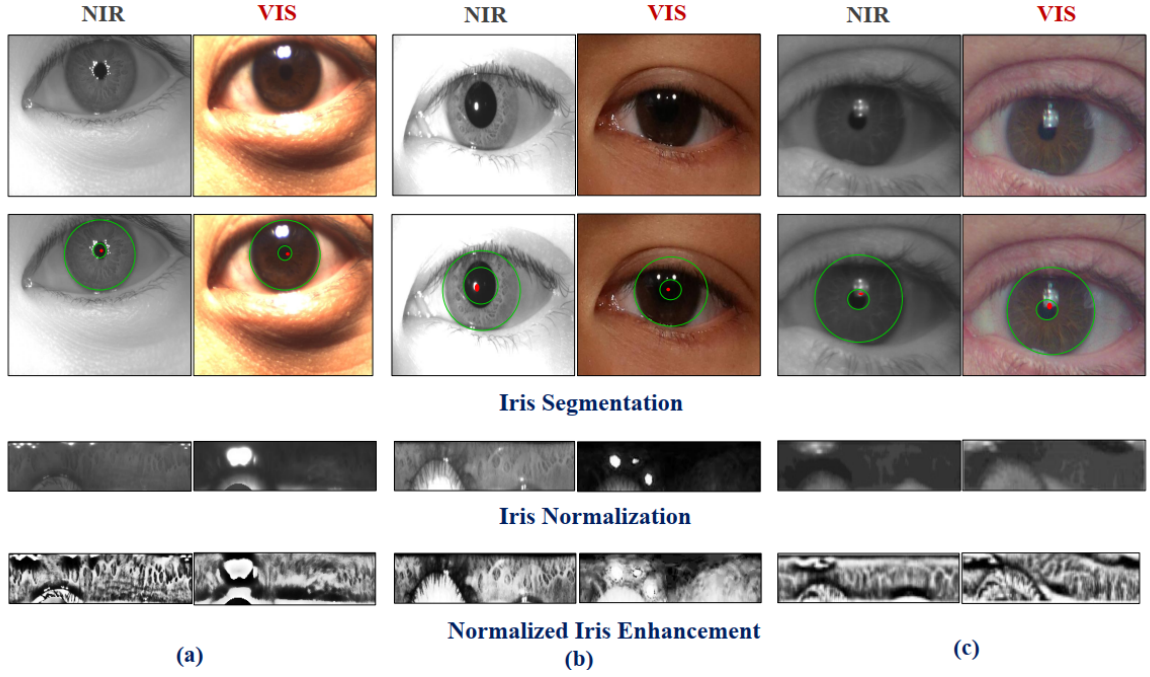 NIR VIS NIR VIS NIR VIS
Iris Segmentation
Iris Normalization
Normalized Iris Enhancement
(a) (b) (c)